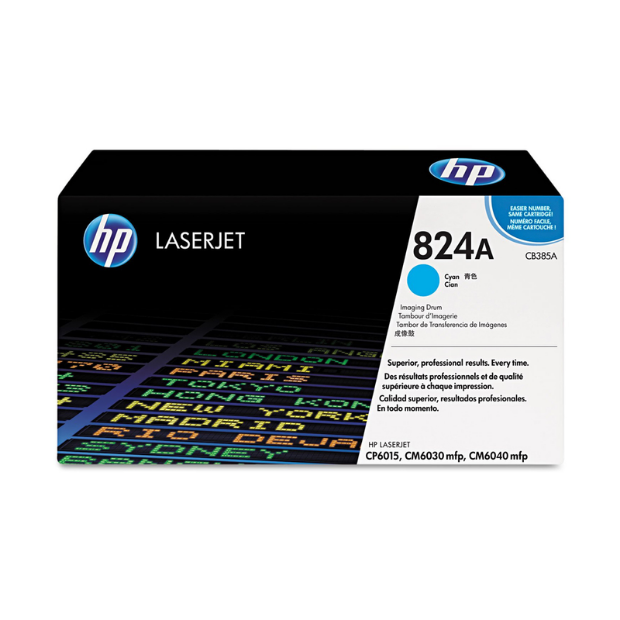 hp
EASIER NUMBER,
SAME CARTRIDGE!
NUMÉRO FACILE,
MÊME CARTOUCHE !
hp
LASERJET
824A
CB385A
Cyan 青色
Cian
Imaging Drum
Tambour d'Imagerie
Tambor de Transferencia de Imágenes
成像鼓
Superior, professional results. Every time.
Des résultats professionnels et de qualité
supérieure à chaque impression.
Calidad superior, resultados profesionales.
En todo momento.
HP LASERJET
CP6015, CM6030 mfp, CM6040 mfp
LONDON
MIAMI
PARIS
TOKYO
HONG KONG
NEW YORK
MADRID
RIO DEJA
SYDNEY